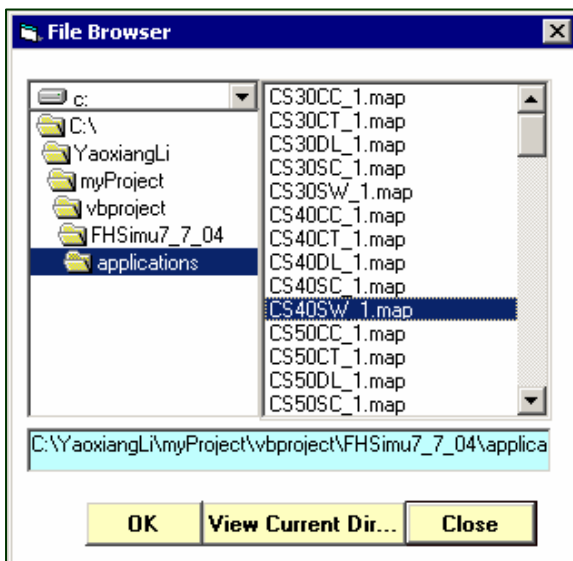 File Browser
c:
C:\
YaoxiangLi
myProject
vbproject
FHSimu7_7_04
applications
CS30CC_1.map
CS30CT_1.map
CS30DL_1.map
CS30SC_1.map
CS30SW_1.map
CS40CC_1.map
CS40CT_1.map
CS40DL_1.map
CS40SC_1.map
CS40SW_1.map
CS50CC_1.map
CS50CT_1.map
CS50DL_1.map
CS50SC_1.map
C:\YaoxiangLi\myProject\vbproject\FHSimu7_7_04\applica
OK
View Current Dir...
Close